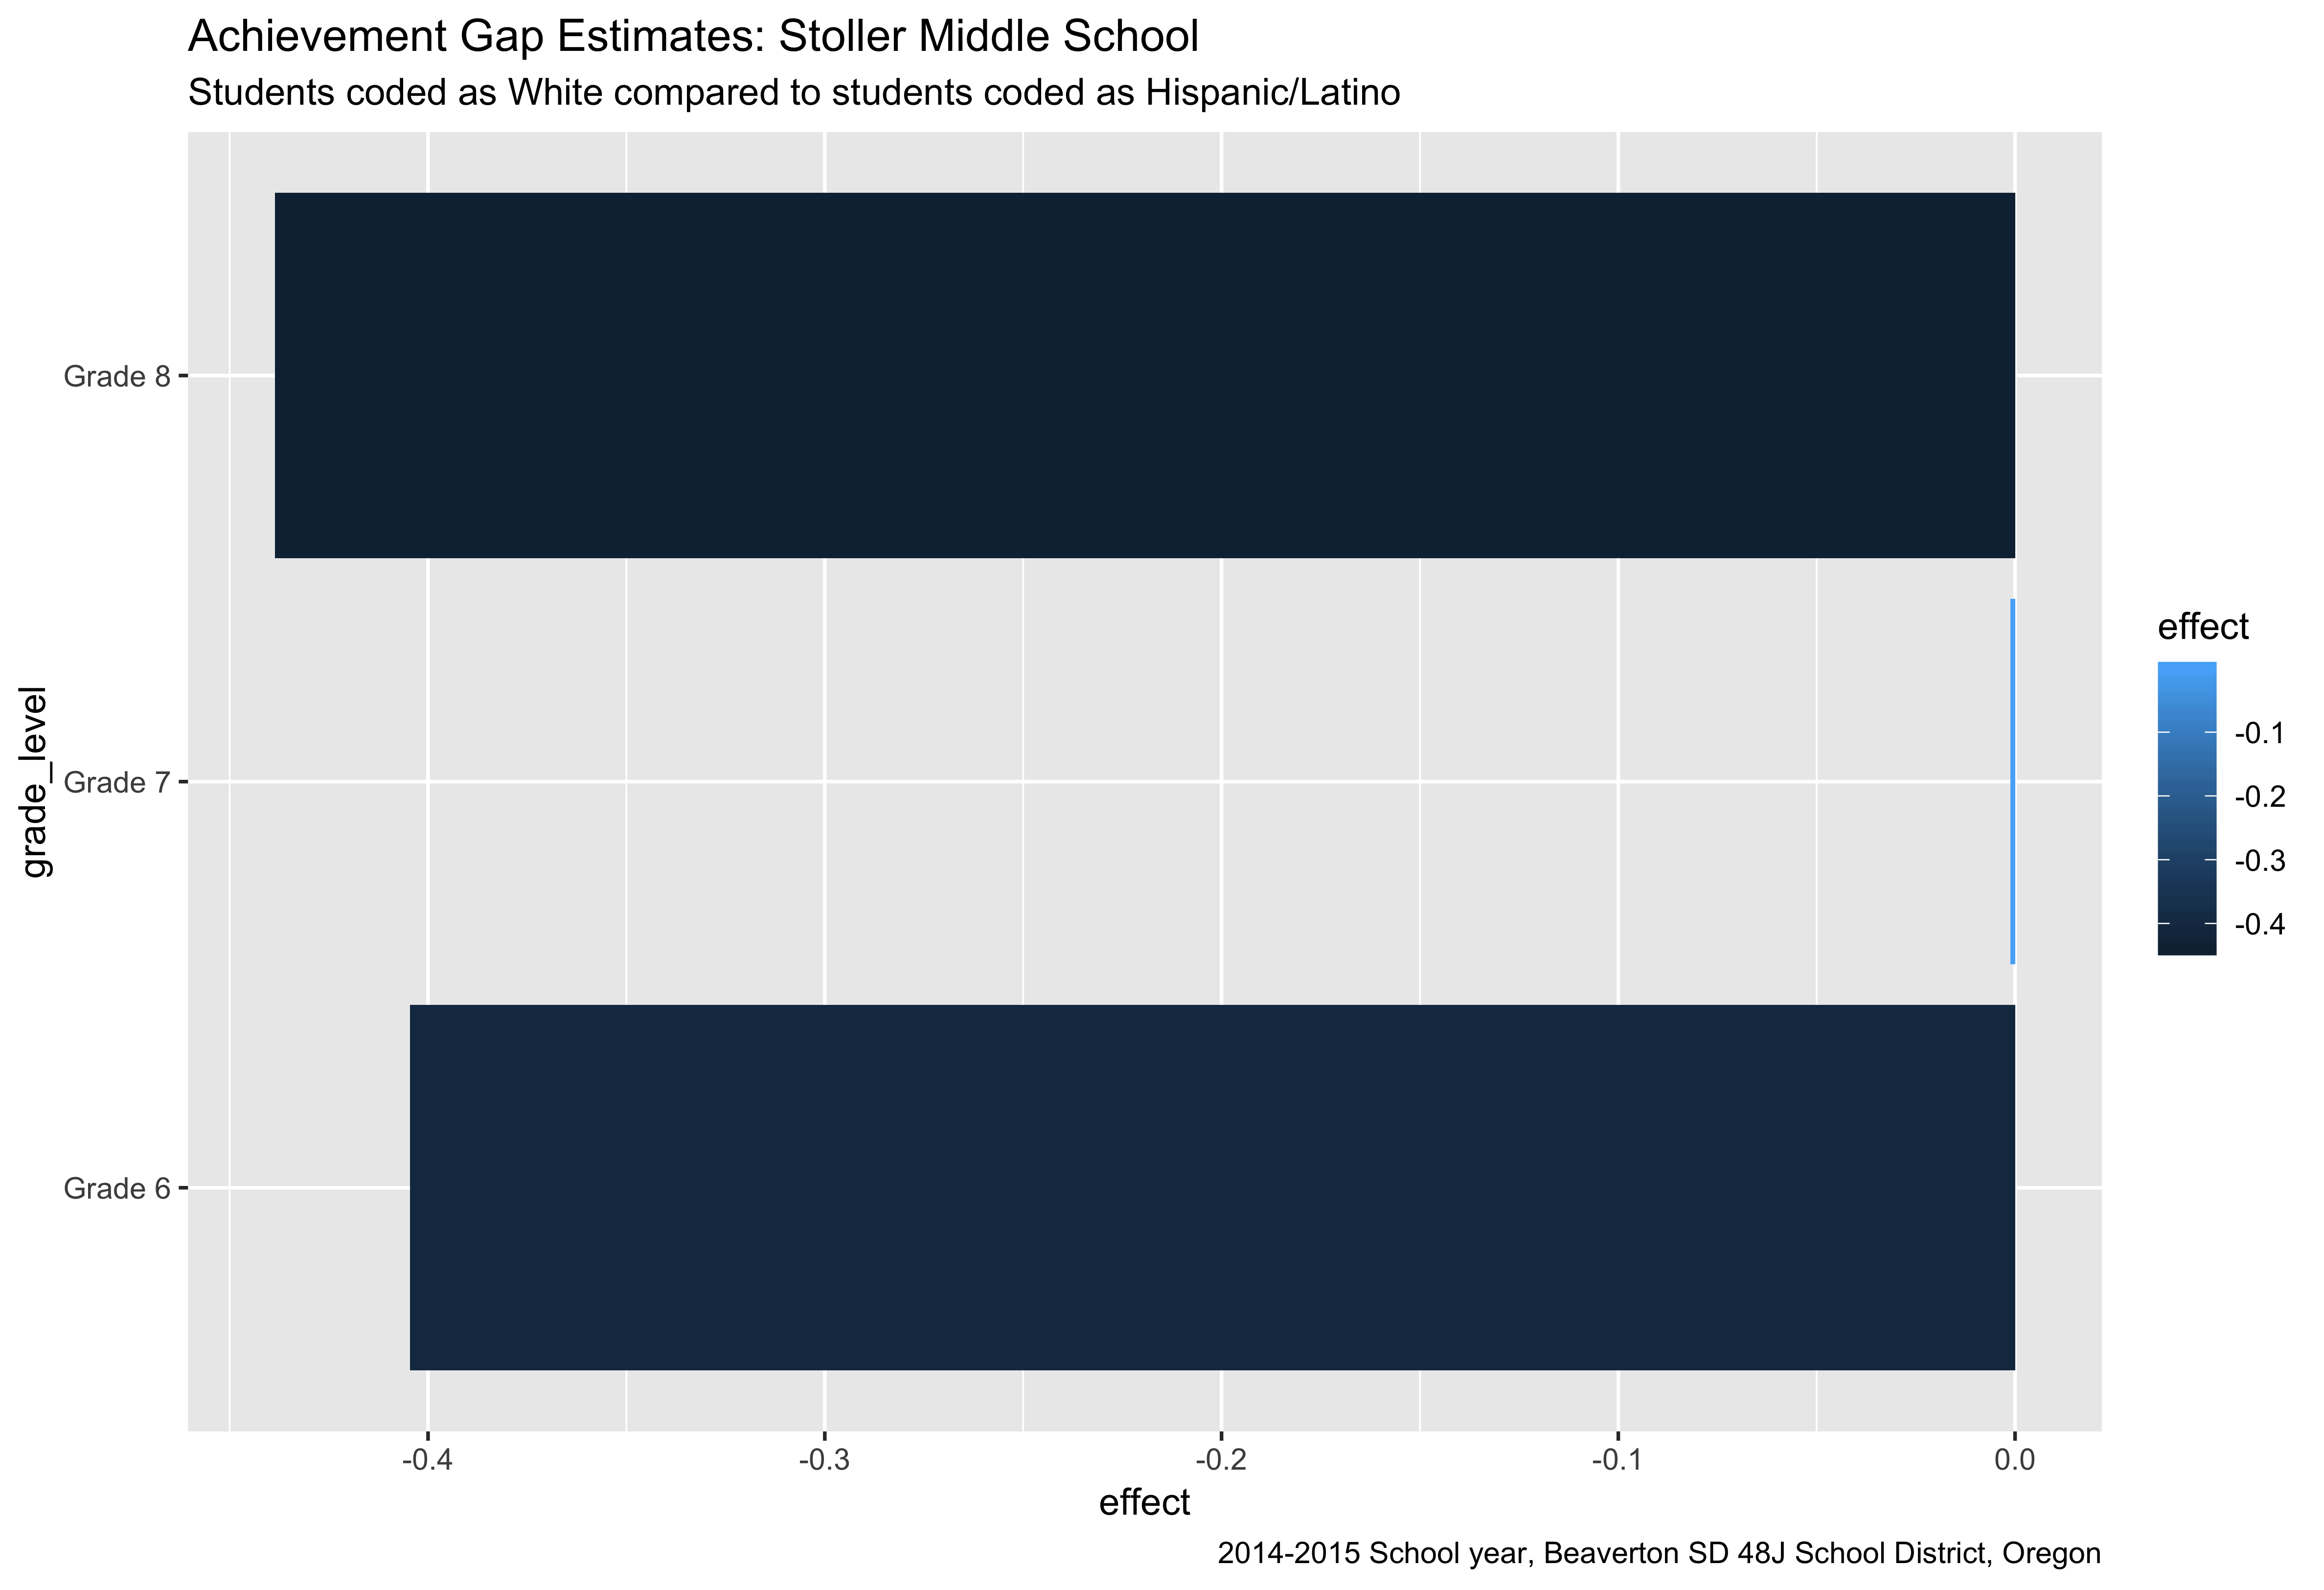 Achievement Gap Estimates: Stoller Middle School
Students coded as White compared to students coded as Hispanic/Latino
grade_level
Grade 8
Grade 7
Grade 6
-0.4
-0.3
-0.2
-0.1
0.0
effect
effect
-0.1
-0.2
-0.3
-0.4
2014-2015 School year, Beaverton SD 48J School District, Oregon